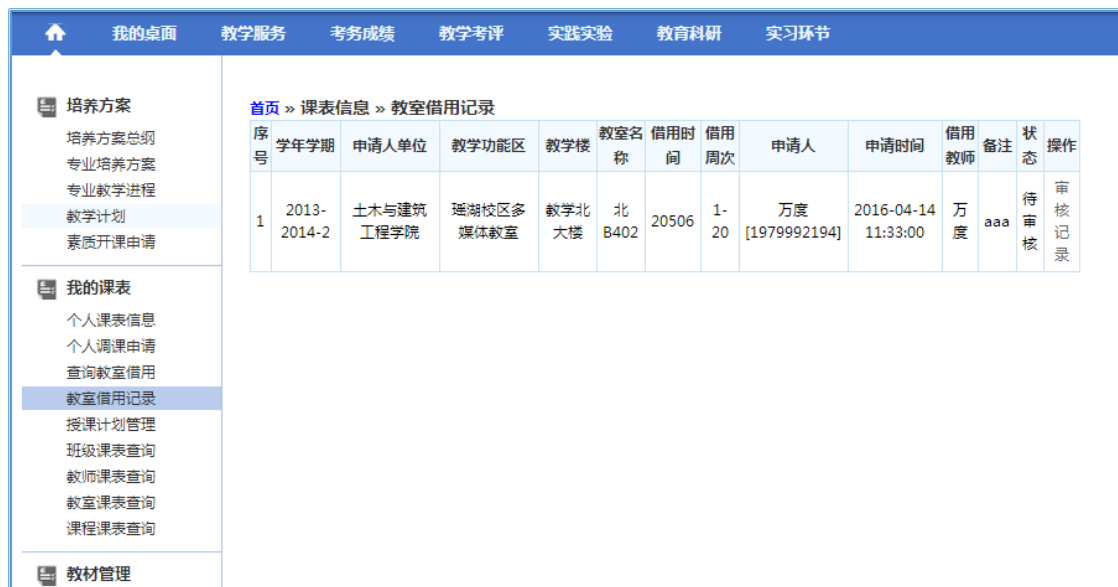 我的桌面 教学服务 考务成绩 教学考评 实践实验 教育科研 实习环节
培养方案
培养方案总纲
专业培养方案
专业教学进程
教学计划
素质开课申请
我的课表
个人课表信息
个人调课申请
查询教室借用
教室借用记录
授课计划管理
班级课表查询
教师课表查询
教室课表查询
课程课表查询
教材管理
首页 » 课表信息 » 教室借用记录
序号 学年学期 申请人单位 教学功能区 教学楼 教室名称 借用时间 借用周次 申请人 申请时间 借用教师 备注 状态 操作
1 2013-2014-2 土木与建筑工程学院 瑶湖校区多媒体教室 教学北大楼 北B402 20506 1-20 万度[1979992194] 2016-04-14 11:33:00 万度 aaa 待审核 审核记录